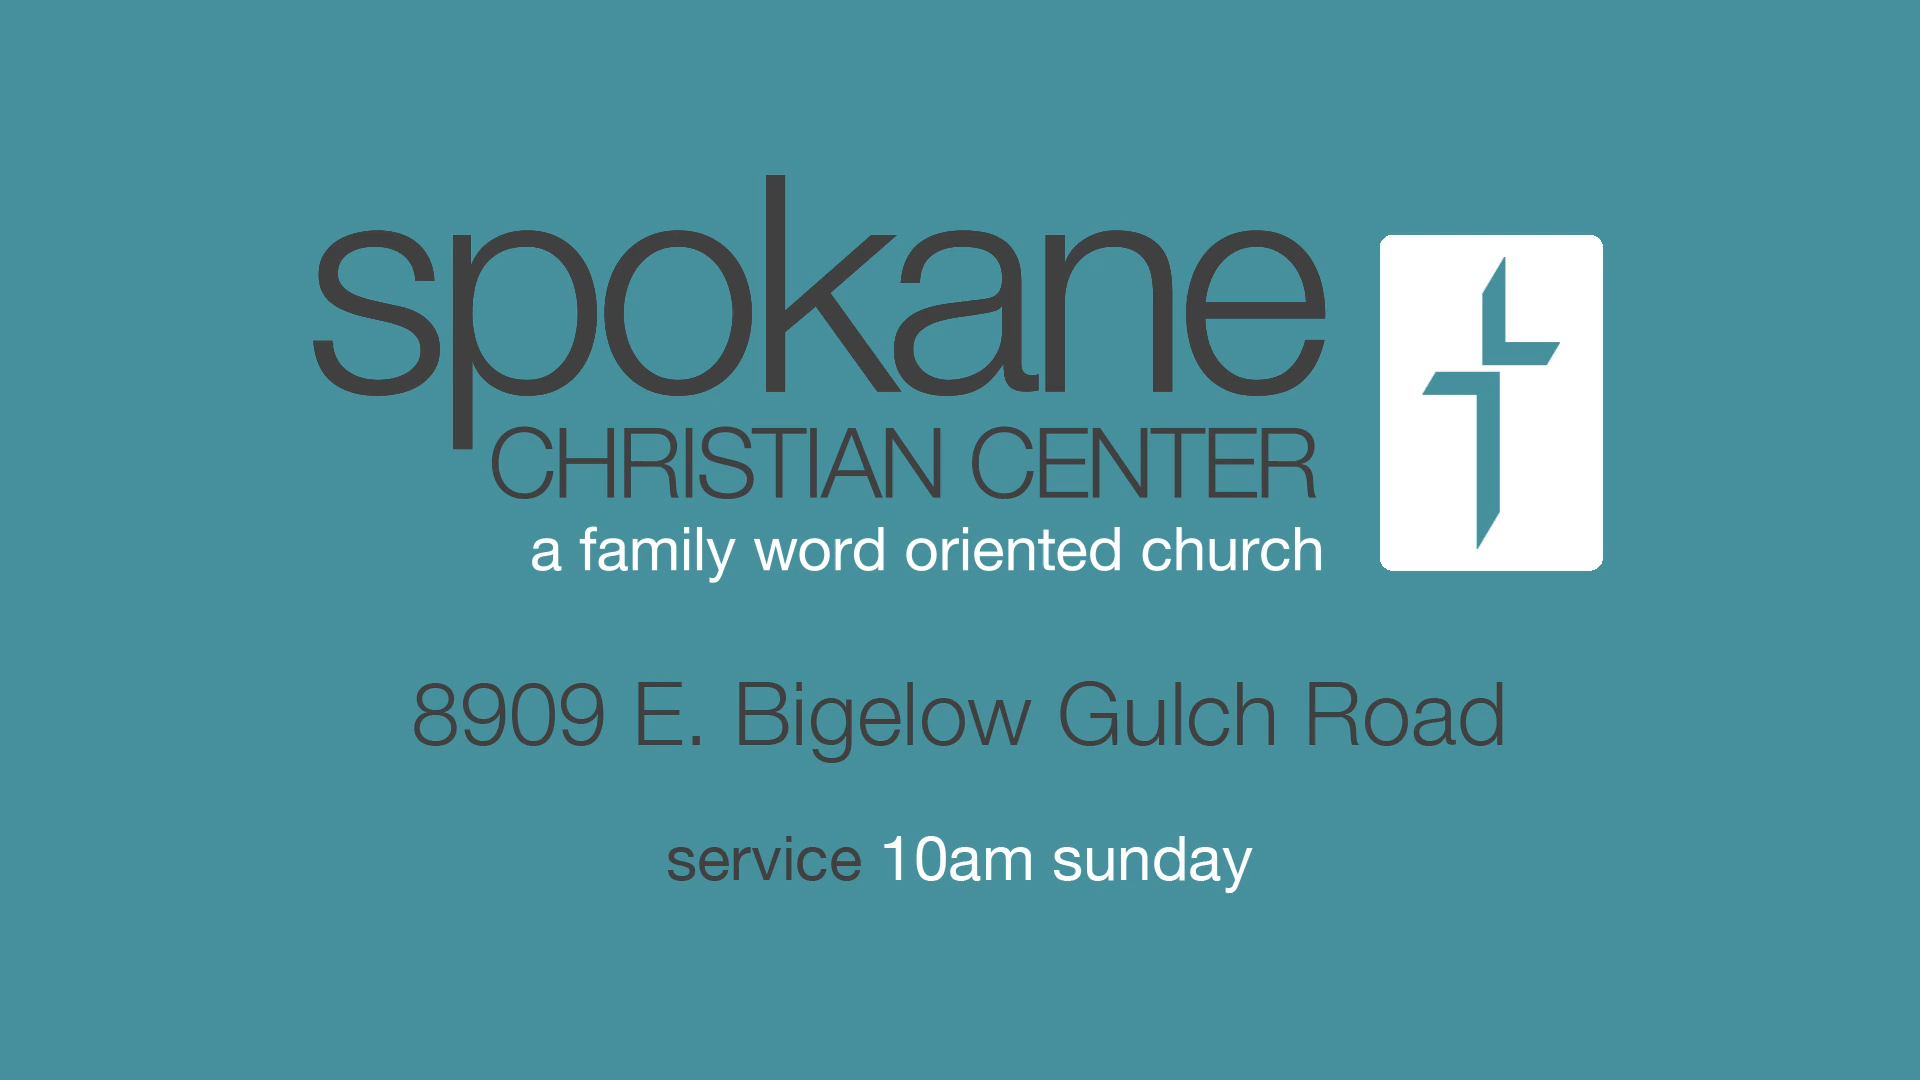 spokane
CHRISTIAN CENTER
a family word oriented church
8909 E. Bigelow Gulch Road
service 10am sunday